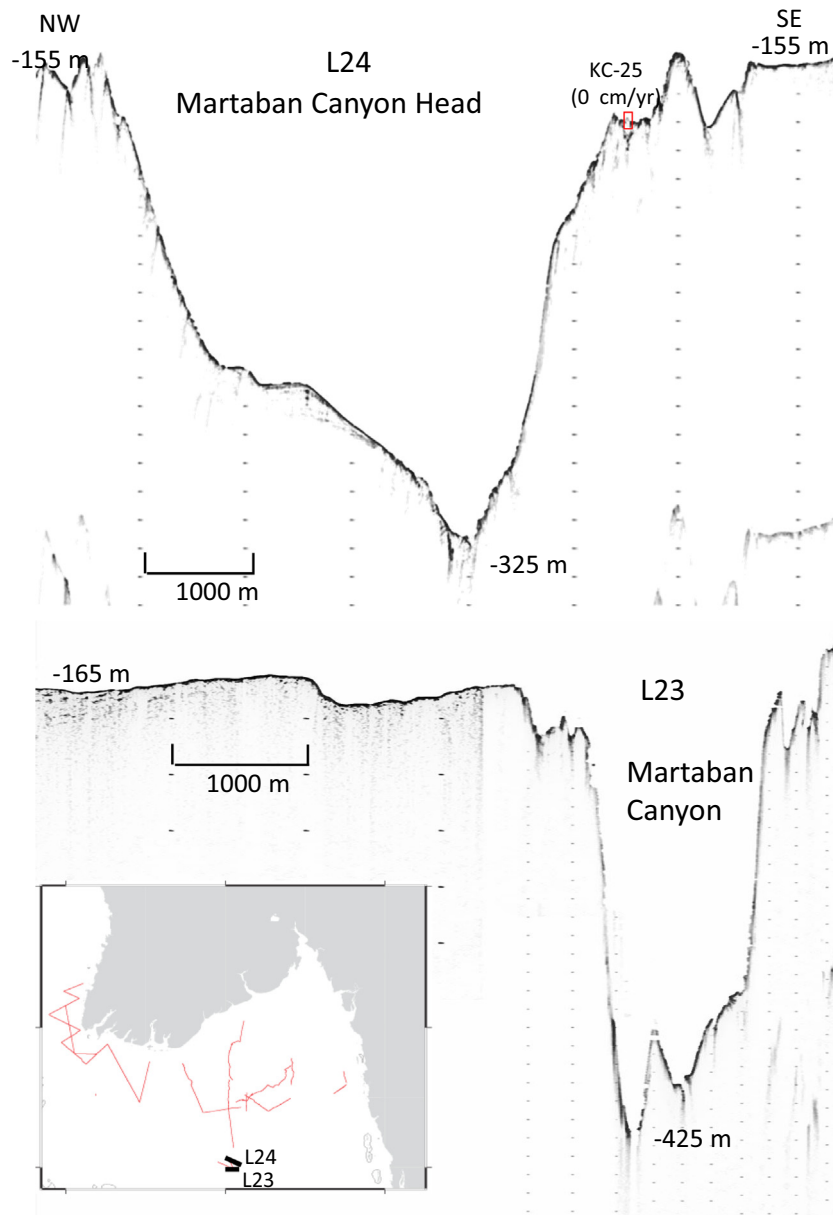 NW
SE
-155 m
L24
-155 m
Martaban Canyon Head
KC-25
(0 cm/yr)
-325 m
1000 m
-165 m
L23
1000 m
Martaban
Canyon
-425 m
L24
L23